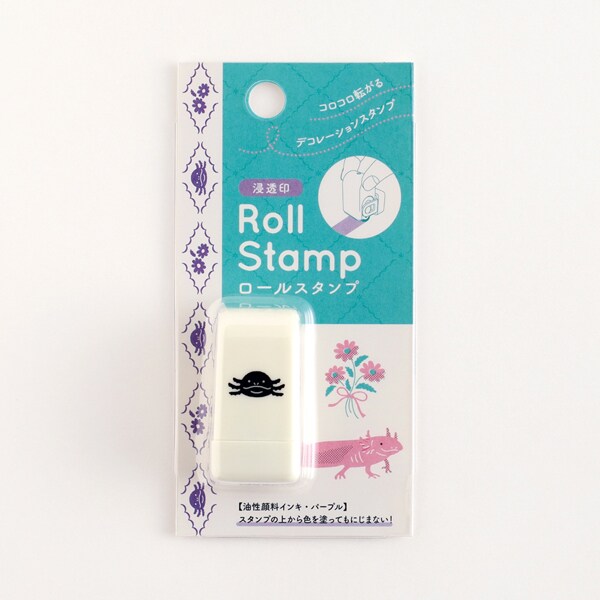 コロコロ転がる
デコレーションスタンプ
浸透印
Roll
Stamp
ロールスタンプ
【油性顔料インキ・パープル】
スタンプの上から色を塗ってもにじまない!